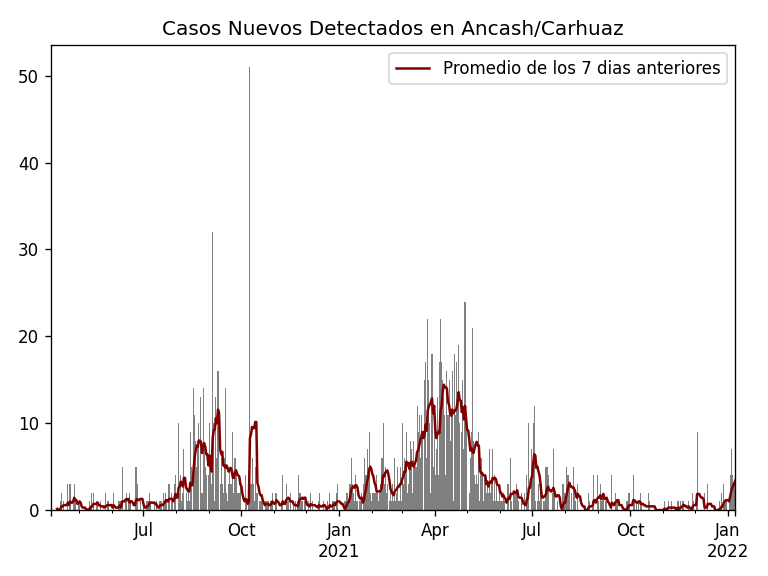 Casos Nuevos Detectados en Ancash/Carhuaz
Promedio de los 7 dias anteriores
50
40
30
20
10
0
Jul
Oct
Jan
2021
Apr
Jul
Oct
Jan
2022